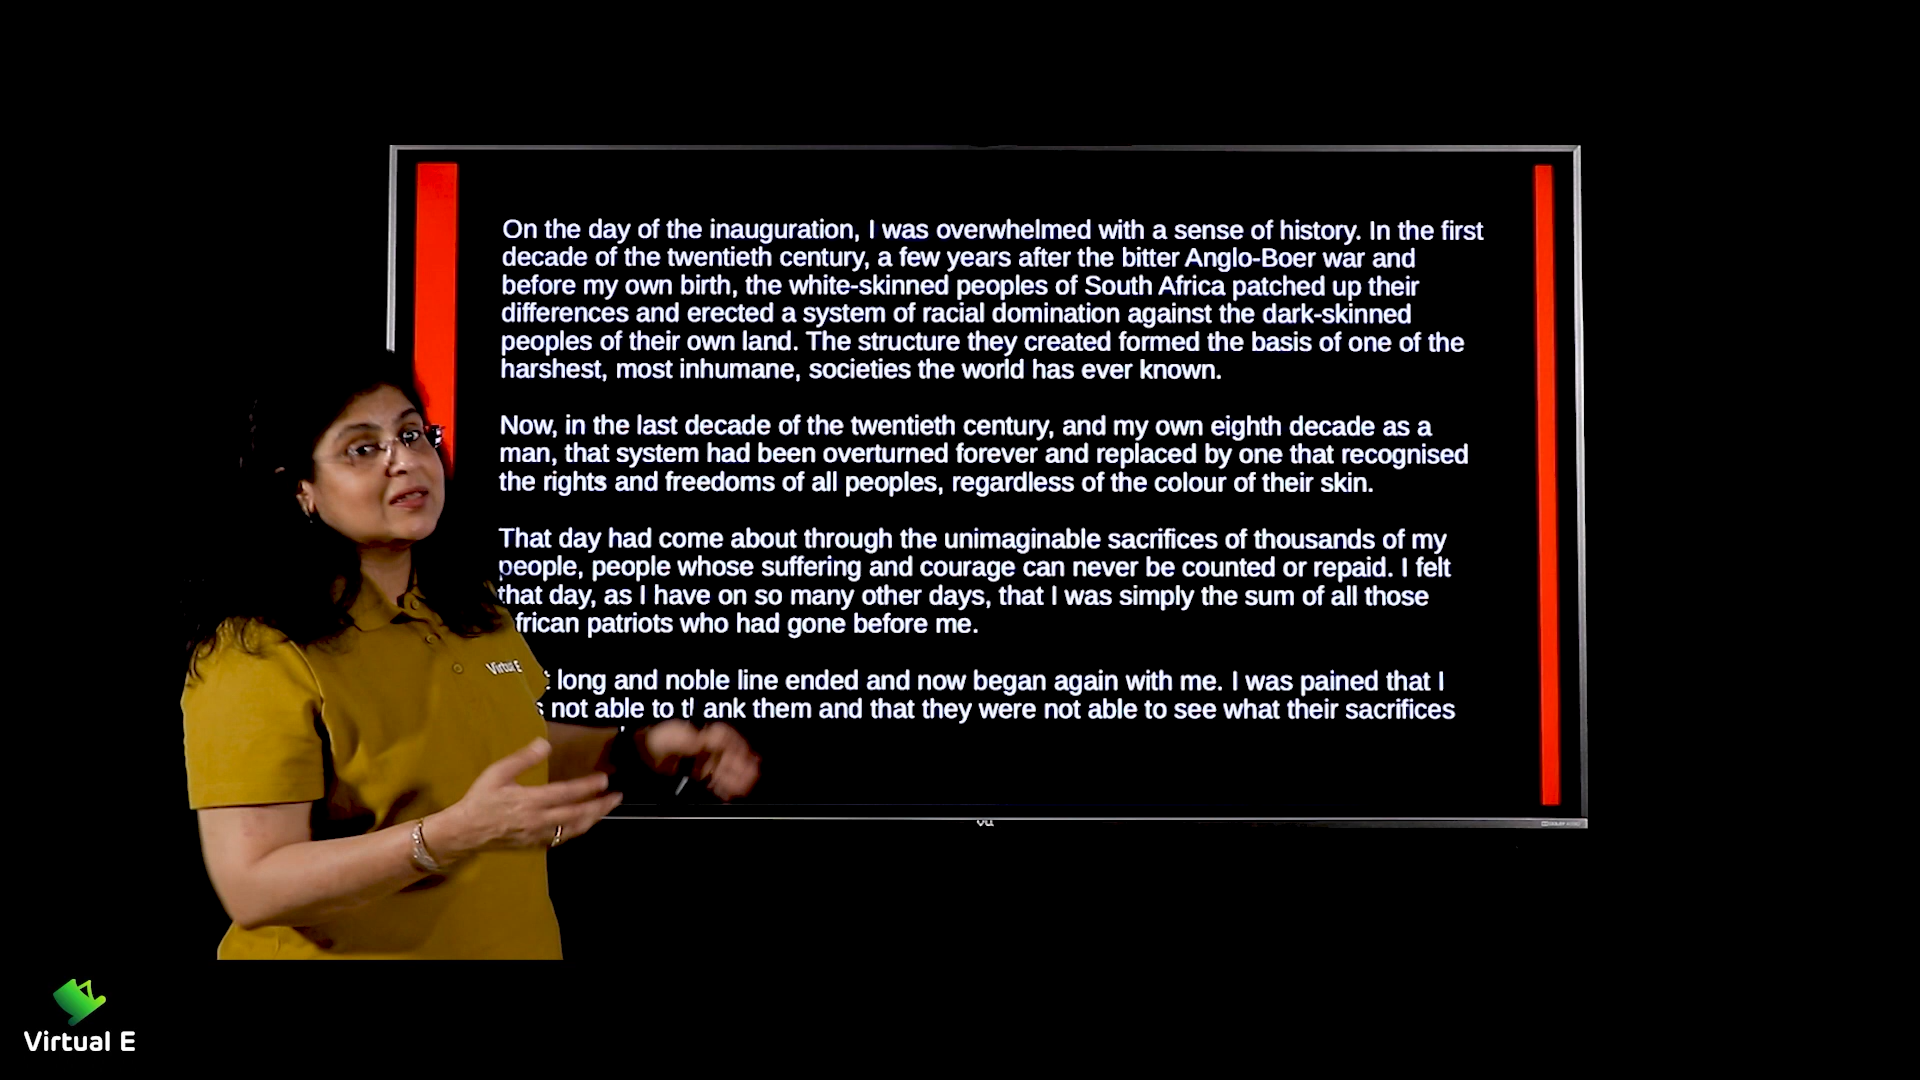 On the day of the inauguration, I was overwhelmed with a sense of history. In the first
decade of the twentieth century, a few years after the bitter Anglo-Boer war and
before my own birth, the white-skinned peoples of South Africa patched up their
differences and erected a system of racial domination against the dark-skinned
peoples of their own land. The structure they created formed the basis of one of the
harshest, most inhumane, societies the world has ever known.
Now, in the last decade of the twentieth century, and my own eighth decade as a
man, that system had been overturned forever and replaced by one that recognised
the rights and freedoms of all peoples, regardless of the colour of their skin.
That day had come about through the unimaginable sacrifices of thousands of my
people, people whose suffering and courage can never be counted or repaid. I felt
that day, as I have on so many other days, that I was simply the sum of all those
frican patriots who had gone before me.
long and noble line ended and now began again with me. I was pained that I
not able to thank them and that they were not able to see what their sacrifices
Virtual E
VU
Virtual E